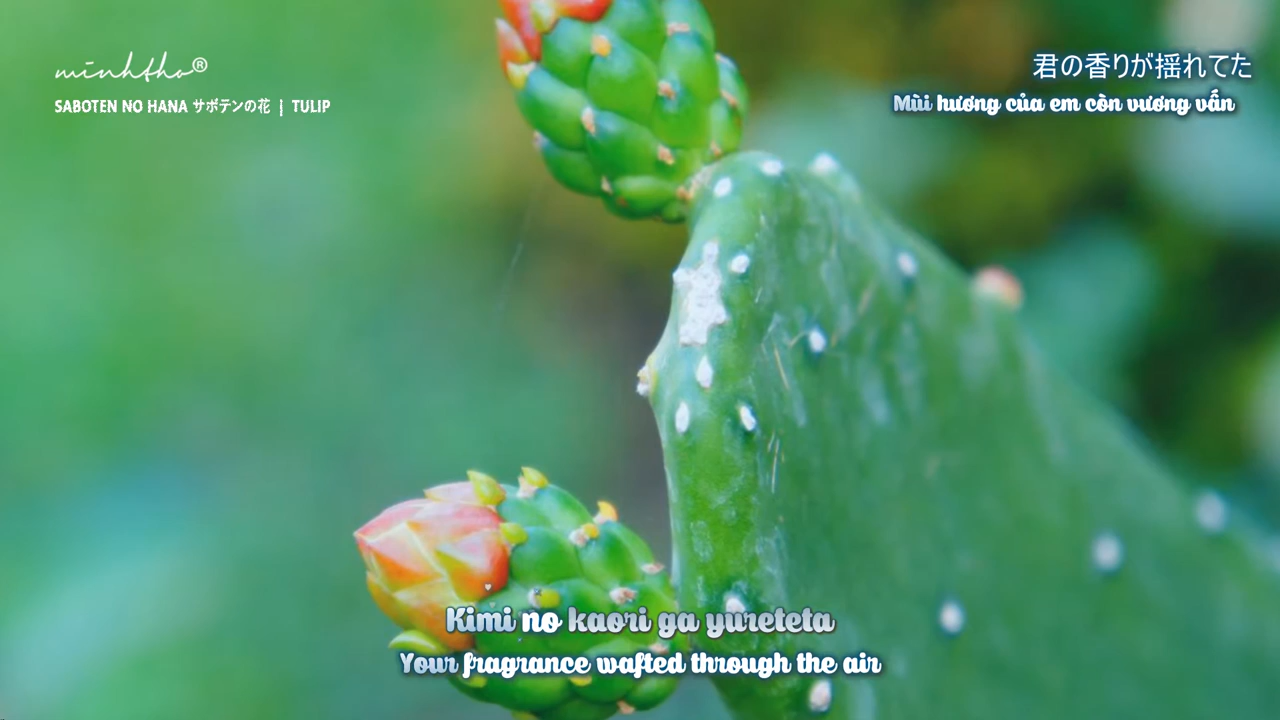 minhtho®
SABOTEN NO HANA サボテンの花 | TULIP
君の香りが揺れてた
Mùi hương của em còn vương vấn
Kimi no kaori ga yureteta
Your fragrance wafted through the air